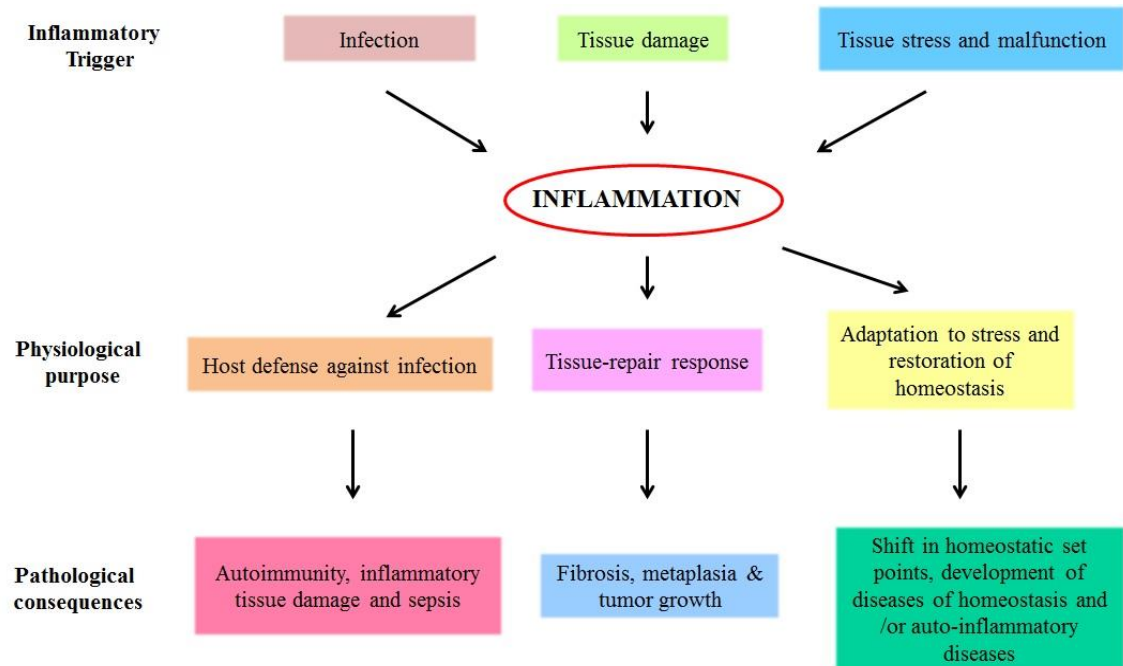 Inflammatory
Trigger
Infection
Tissue damage
Tissue stress and malfunction
INFLAMMATION
Physiological
purpose
Host defense against infection
Tissue-repair response
Adaptation to stress and
restoration of
homeostasis
Pathological
consequences
Autoimmunity, inflammatory
tissue damage and sepsis
Fibrosis, metaplasia &
tumor growth
Shift in homeostatic set
points, development of
diseases of homeostasis and
/or auto-inflammatory
diseases